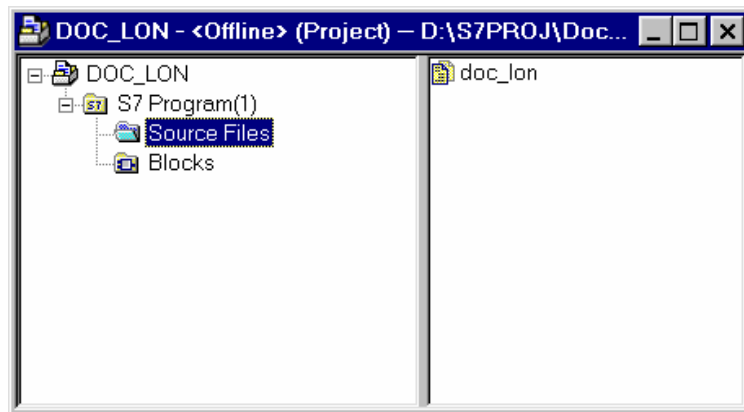 DOC_LON - <Offline> (Project) — D:\S7PROJ\Doc...
DOC_LON
S7 Program(1)
Source Files
Blocks
doc_lon